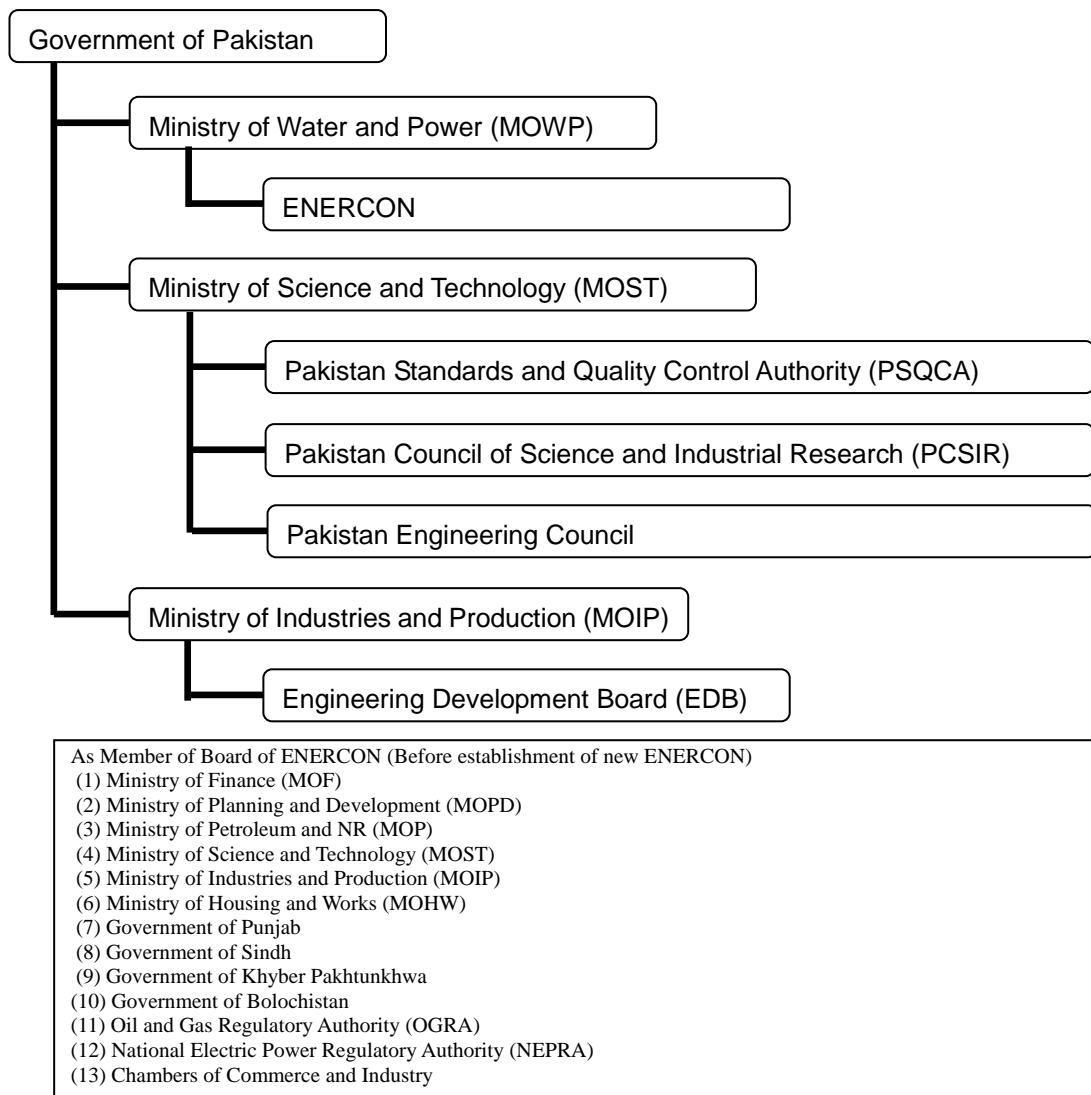 Government of Pakistan
Ministry of Water and Power (MOWP)
ENERCON
Ministry of Science and Technology (MOST)
Pakistan Standards and Quality Control Authority (PSQCA)
Pakistan Council of Science and Industrial Research (PCSIR)
Pakistan Engineering Council
Ministry of Industries and Production (MOIP)
Engineering Development Board (EDB)
As Member of Board of ENERCON (Before establishment of new ENERCON)
(1) Ministry of Finance (MOF)
(2) Ministry of Planning and Development (MOPD)
(3) Ministry of Petroleum and NR (MOP)
(4) Ministry of Science and Technology (MOST)
(5) Ministry of Industries and Production (MOIP)
(6) Ministry of Housing and Works (MOHW)
(7) Government of Punjab
(8) Government of Sindh
(9) Government of Khyber Pakhtunkhwa
(10) Government of Bolochistan
(11) Oil and Gas Regulatory Authority (OGRA)
(12) National Electric Power Regulatory Authority (NEPRA)
(13) Chambers of Commerce and Industry